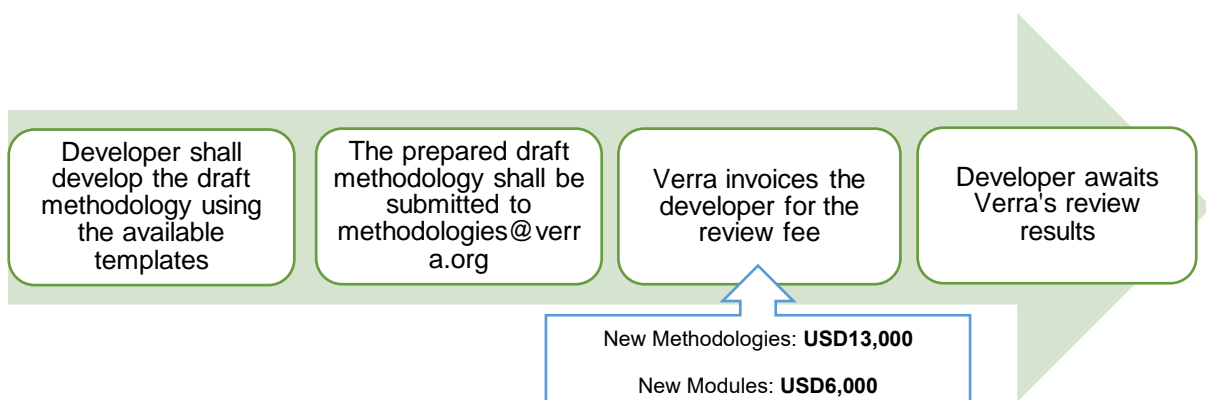 Developer shall
develop the draft
methodology using
the available
templates
The prepared draft
methodology shall be
submitted to
methodologies@verr
a.org
Verra invoices the
developer for the
review fee
Developer awaits
Verra's review
results
New Methodologies: USD13,000
New Modules: USD6,000